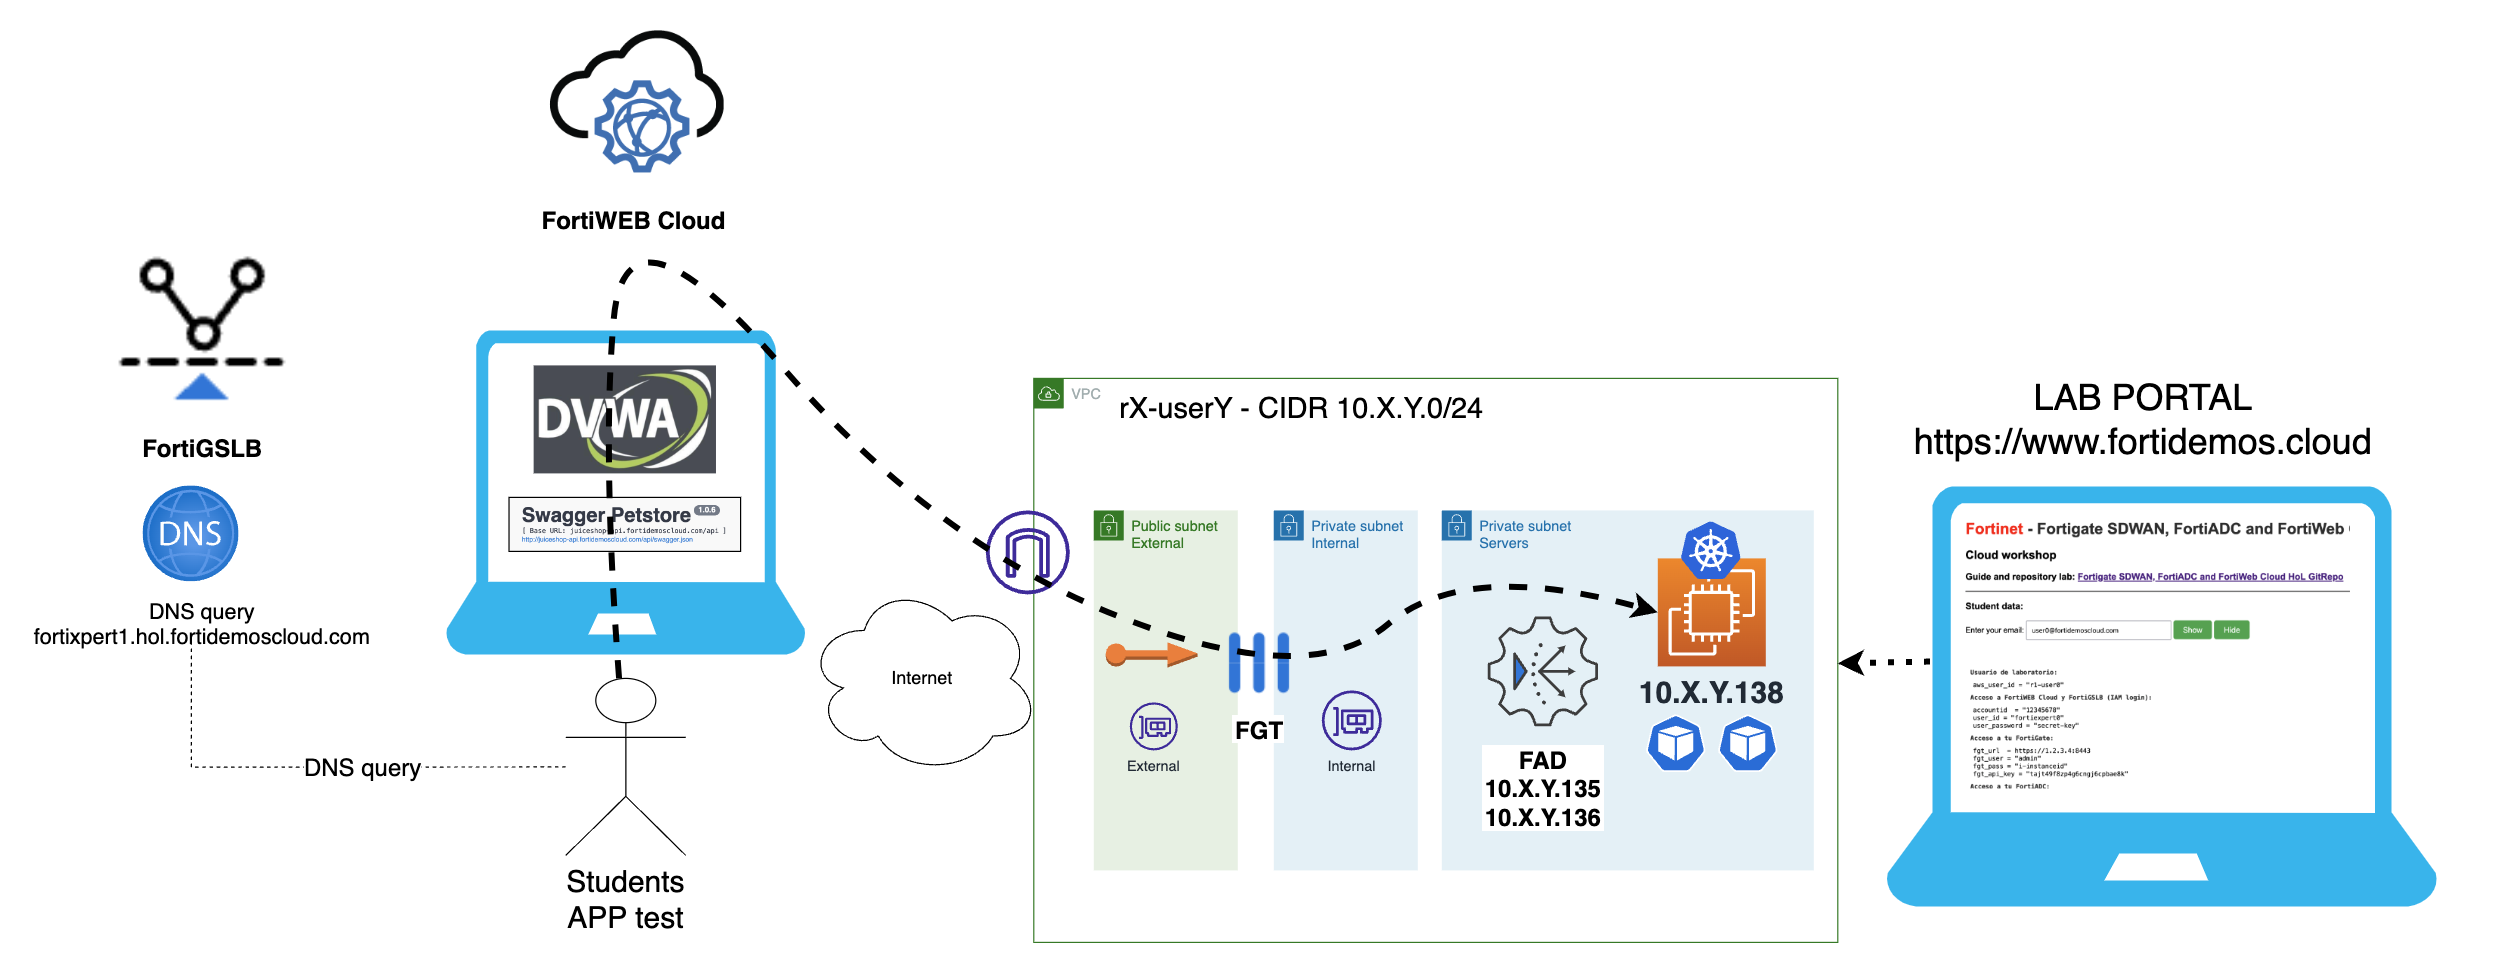 FortiWEB Cloud
FortiGSLB
DNS
DNS query
fortixpert1.hol.fortidemoscloud.com
DNS query
DVWA
Swagger Petstore 1.0.6
[ Base URL: juiceshop-api.fortidemoscloud.com/api ]
http://juiceshop-api.fortidemoscloud.com/api/swagger.json
Students
APP test
Internet
VPC
rX-userY - CIDR 10.X.Y.0/24
Public subnet
External
Private subnet
Internal
Private subnet
Servers
FGT
External
Internal
FAD
10.X.Y.135
10.X.Y.136
10.X.Y.138
LAB PORTAL
https://www.fortidemos.cloud
Fortinet - Fortigate SDWAN, FortiADC and FortiWeb
Cloud workshop
Guide and repository lab: Fortigate SDWAN, FortiADC and FortiWeb Cloud HoL GitRepo
Student data:
Enter your email: user0@fortidemoscloud.com Show Hide
Usuario de laboratorio:
aws_user_id = "r1-user0"
Acceso a FortiWEB Cloud y FortiGSLB (IAM login):
accountid = "12345678"
user_id = "fortiexpert0"
user_password = "secret-key"
Acceso a tu FortiGate:
fgt_url = https://1.2.3.4:8443
fgt_user = "admin"
fgt_pass = "i-instanceid"
fgt_api_key = "tajt49f8zp4g6cngj6cpbae8k"
Acceso a tu FortiADC: